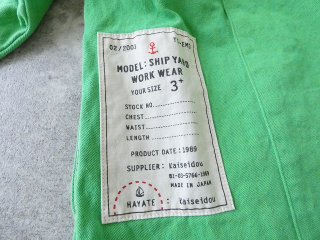 02/2001
MODEL: SHIP YARD
WORK WEAR
YOUR SIZE 3+
STOCK NO.
CHEST
WAIST
LENGTH
PRODUCT DATE: 1989
SUPPLIER: Kaiseidou
MADE IN JAPAN
HAYATE : Kaiseidou